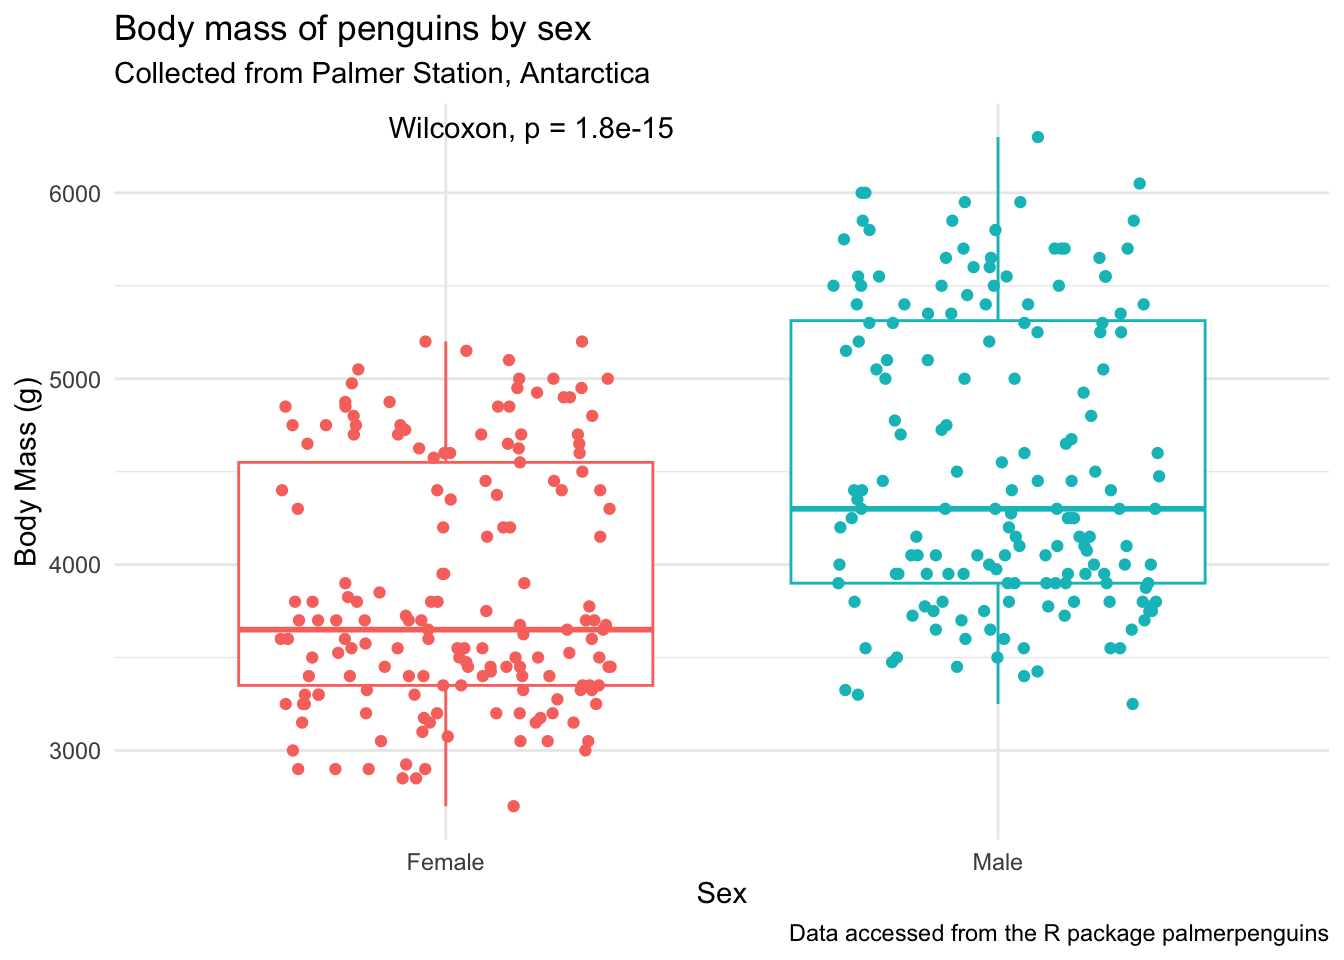 Body mass of penguins by sex
Collected from Palmer Station, Antarctica
Wilcoxon, p = 1.8e-15
6000
5000
4000
3000
Body Mass (g)
Female
Male
Sex
Data accessed from the R package palmerpenguins